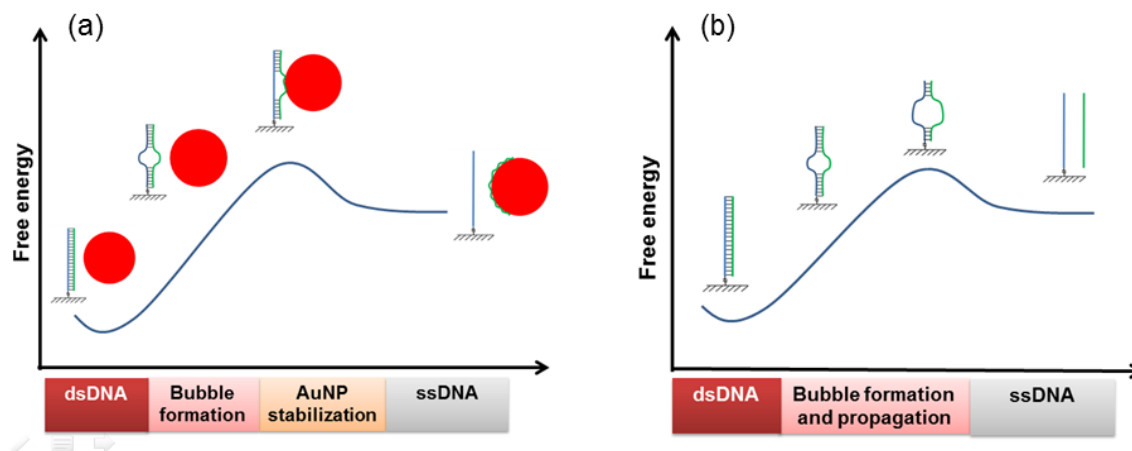 (a)
Free energy
dsDNA
Bubble
formation
AuNP
stabilization
ssDNA
(b)
Free energy
dsDNA
Bubble formation
and propagation
ssDNA